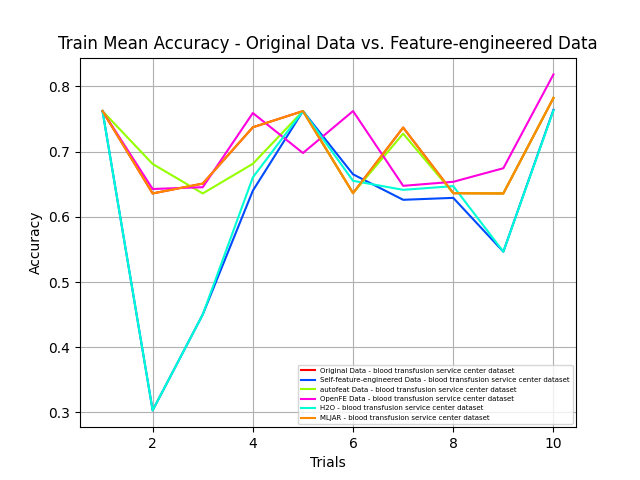 Train Mean Accuracy - Original Data vs. Feature-engineered Data
0.8
0.7
0.6
0.5
0.4
0.3
Accuracy
Original Data - blood transfusion service center dataset
Self-feature-engineered Data - blood transfusion service center dataset
autofeat Data - blood transfusion service center dataset
OpenFE Data - blood transfusion service center dataset
H2O - blood transfusion service center dataset
MLJAR - blood transfusion service center dataset
2 4 6 8 10
Trials